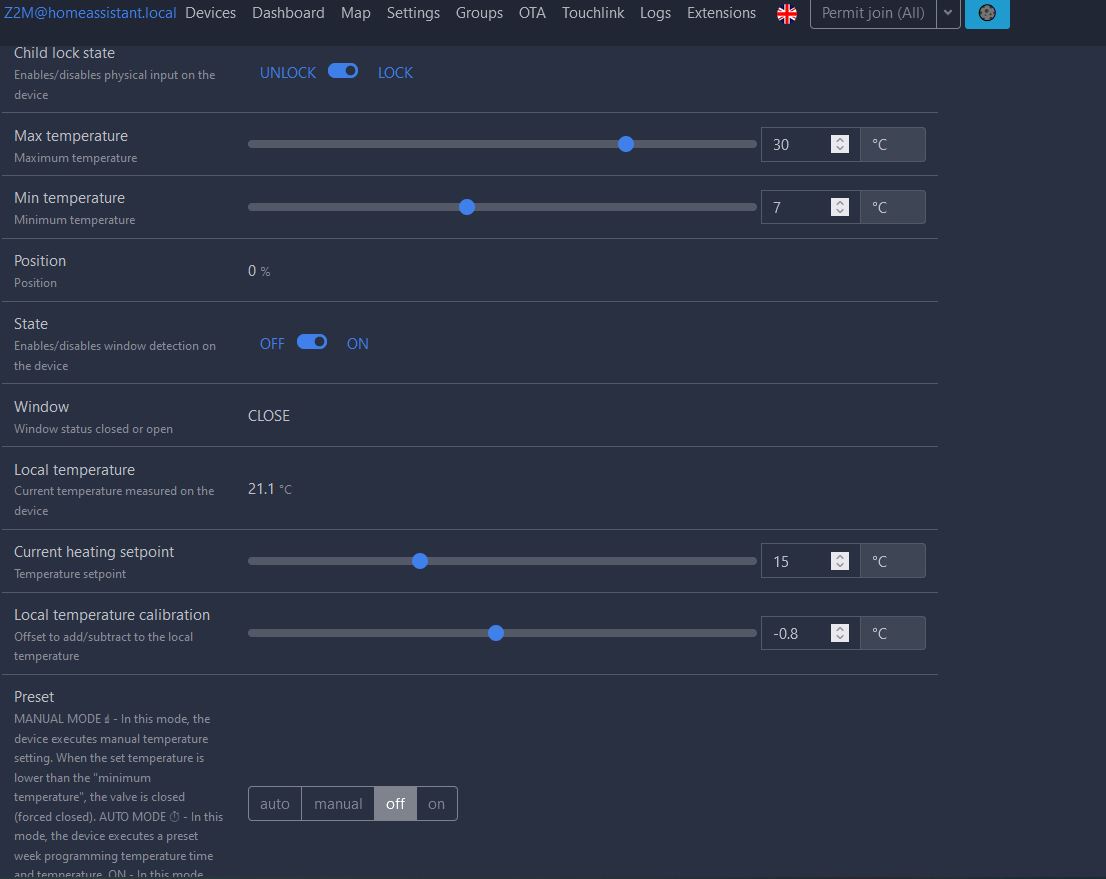 Z2M@homeassistant.local Devices Dashboard Map Settings Groups OTA Touchlink Logs Extensions Permit join (All)
Child lock state
Enables/disables physical input on the
device
UNLOCK LOCK
Max temperature
Maximum temperature
30 °C
Min temperature
Minimum temperature
7 °C
Position
Position
0 %
State
Enables/disables window detection on
the device
OFF ON
Window
Window status closed or open
CLOSE
Local temperature
Current temperature measured on the
device
21.1 °C
Current heating setpoint
Temperature setpoint
15 °C
Local temperature calibration
Offset to add/subtract to the local
temperature
-0.8 °C
Preset
MANUAL MODE ☝ - In this mode, the
device executes manual temperature
setting. When the set temperature is
lower than the "minimum
temperature", the valve is closed
(forced closed). AUTO MODE ⏱ - In this
mode, the device executes a preset
week programming temperature time
and temperature. ON - In this mode
auto manual off on